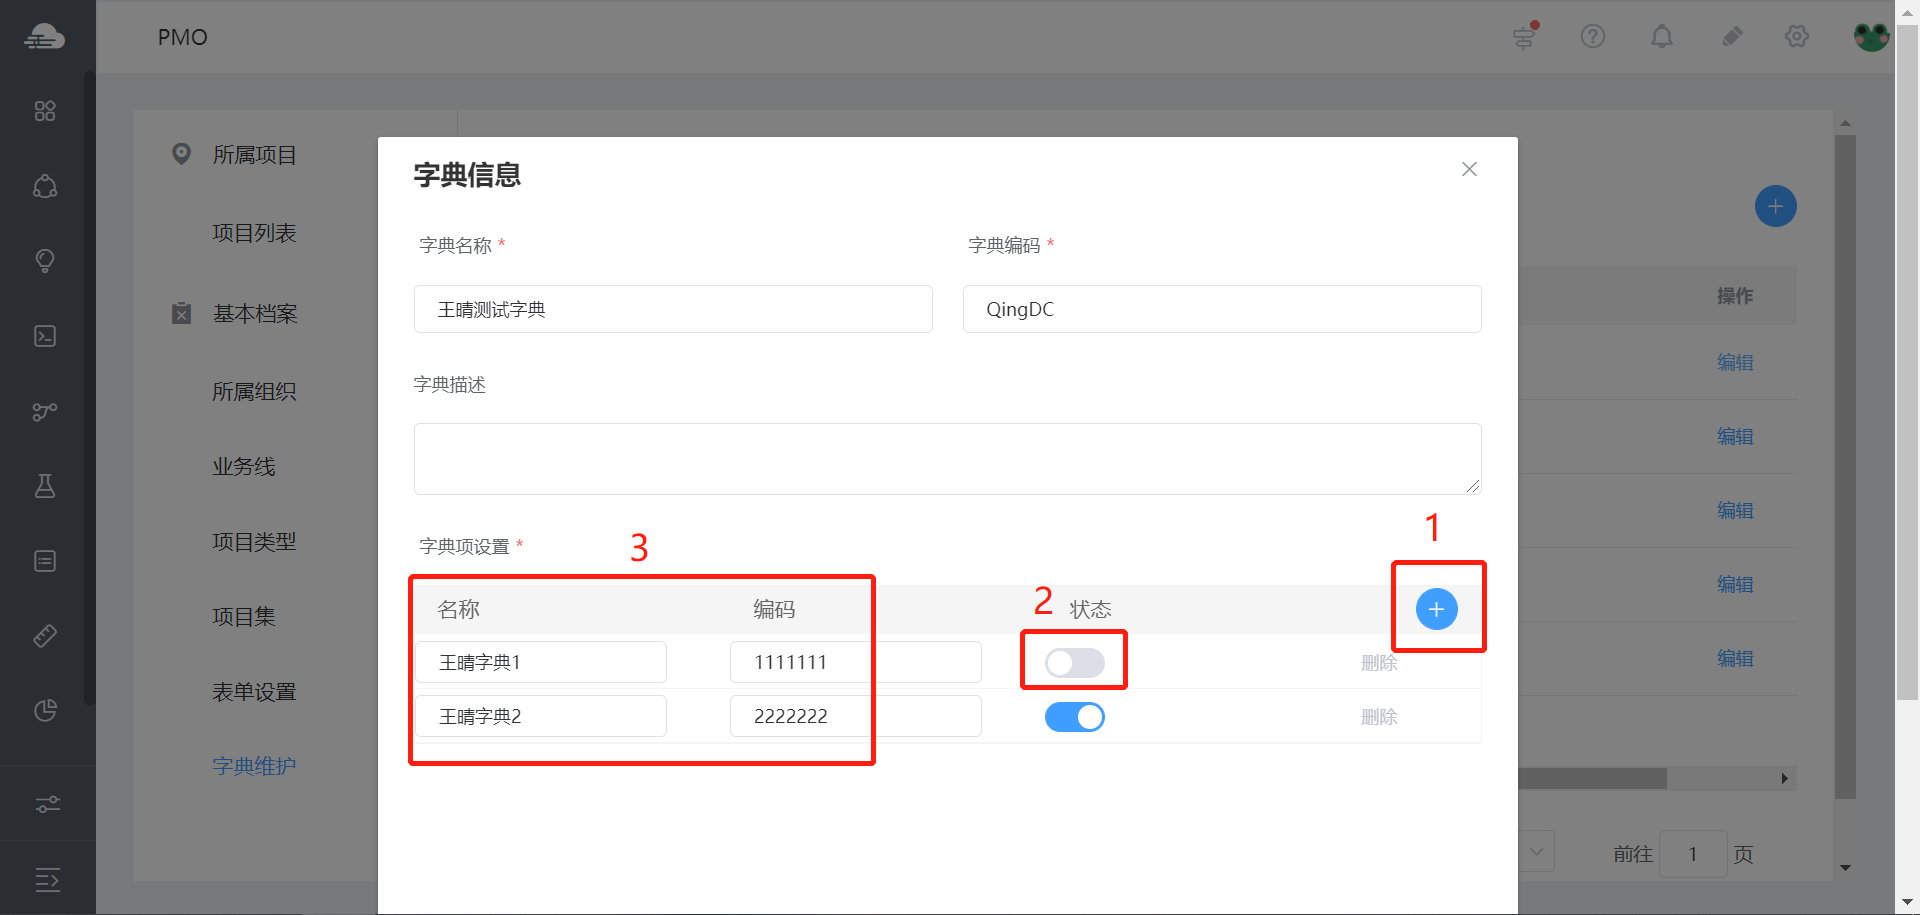 PMO
所属项目
项目列表
基本档案
所属组织
业务线
项目类型
项目集
表单设置
字典维护
字典信息
字典名称 *
字典编码 *
王晴测试字典
QingDC
字典描述
字典项设置 *
3
1
名称
编码
2
状态
王晴字典1
1111111
删除
王晴字典2
2222222
删除
操作
编辑
编辑
编辑
编辑
编辑
前往 1 页